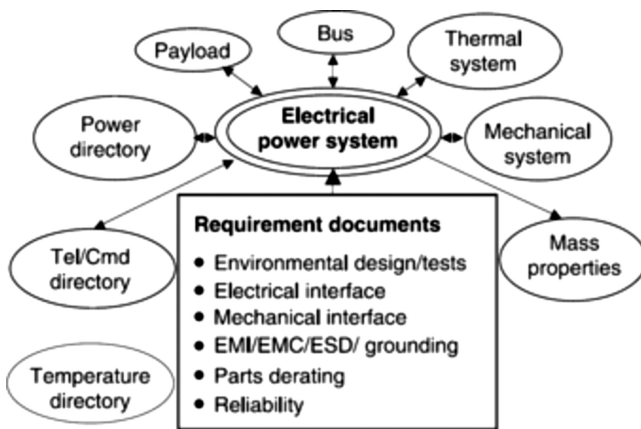 Bus
Payload
Thermal
system
Electrical
power system
Power
directory
Mechanical
system
Tel/Cmd
directory
Mass
properties
Temperature
directory
Requirement documents
• Environmental design/tests
• Electrical interface
• Mechanical interface
• EMI/EMC/ESD/ grounding
• Parts derating
• Reliability